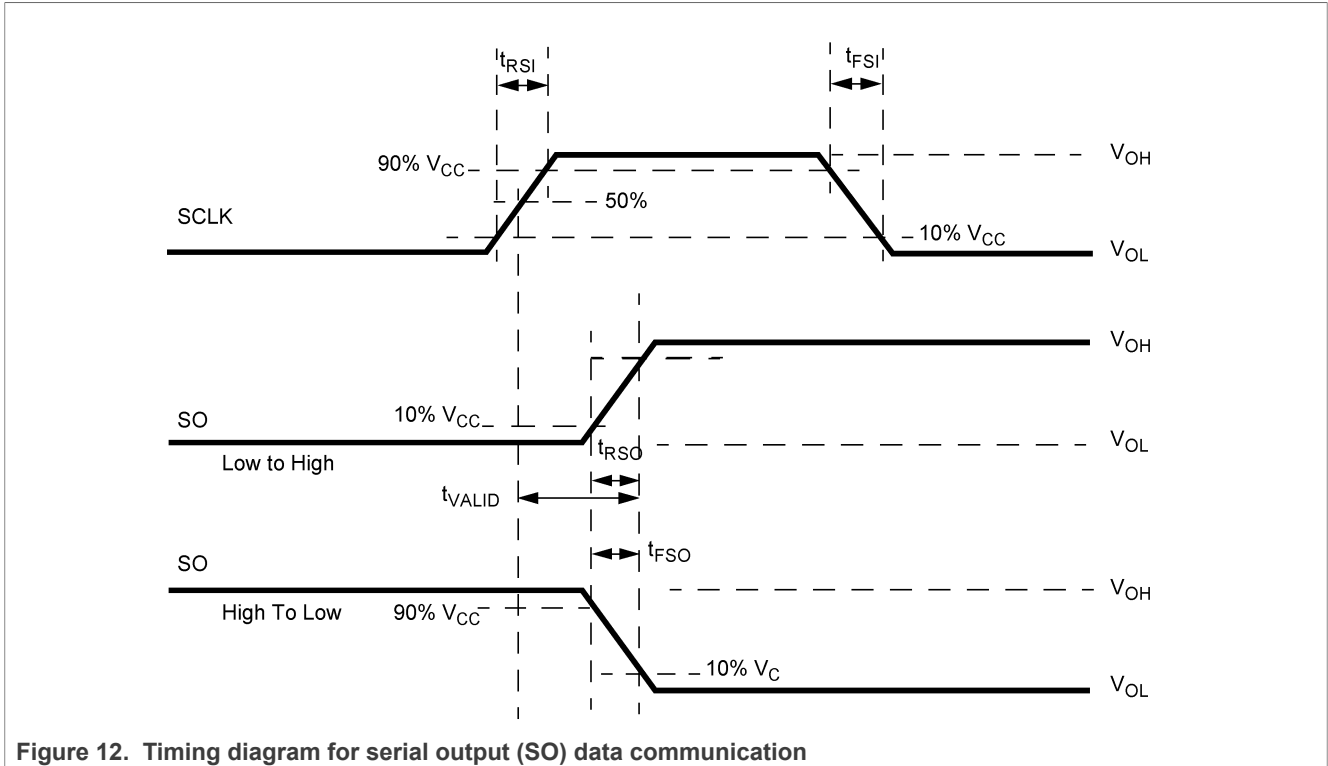 tRSI
tFSI
90% VCC
VOH
50%
SCLK
10% VCC
VOL
VOH
10% VCC
SO
tRSO
VOL
Low to High
tVALID
SO
tFSO
VOH
High To Low
90% VCC
10% VC
VOL
Figure 12. Timing diagram for serial output (SO) data communication